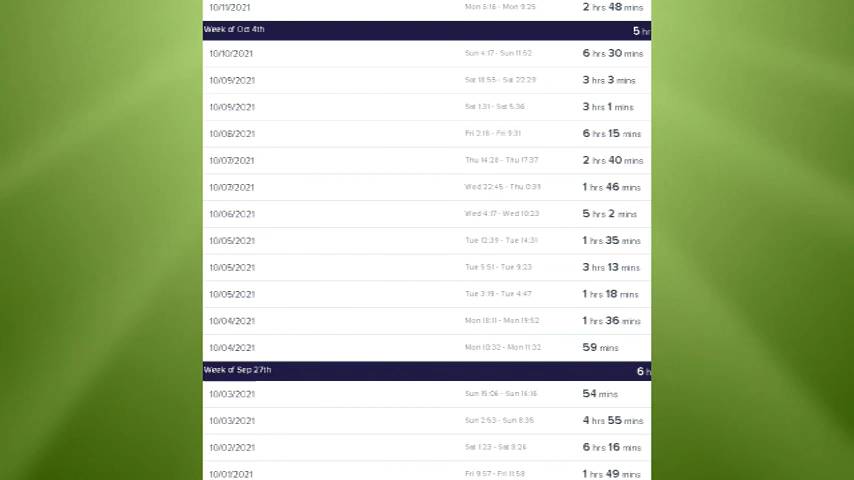 10/11/2021 Mon 5:16 - Mon 9:25 2 hrs 48 mins
Week of Oct 4th 5 hr
10/10/2021 Sun 4:17 - Sun 11:52 6 hrs 30 mins
10/09/2021 Sat 18:55 - Sat 22:29 3 hrs 3 mins
10/09/2021 Sat 1:31 - Sat 5:36 3 hrs 1 mins
10/08/2021 Fri 2:18 - Fri 9:31 6 hrs 15 mins
10/07/2021 Thu 14:28 - Thu 17:37 2 hrs 40 mins
10/07/2021 Wed 22:45 - Thu 0:39 1 hrs 46 mins
10/06/2021 Wed 4:17 - Wed 10:23 5 hrs 2 mins
10/05/2021 Tue 12:39 - Tue 14:31 1 hrs 35 mins
10/05/2021 Tue 5:51 - Tue 9:23 3 hrs 13 mins
10/05/2021 Tue 3:19 - Tue 4:47 1 hrs 18 mins
10/04/2021 Mon 18:11 - Mon 19:52 1 hrs 36 mins
10/04/2021 Mon 10:32 - Mon 11:32 59 mins
Week of Sep 27th 6 h
10/03/2021 Sun 15:06 - Sun 16:16 54 mins
10/03/2021 Sun 2:53 - Sun 8:35 4 hrs 55 mins
10/02/2021 Sat 1:23 - Sat 8:26 6 hrs 16 mins
10/01/2021 Fri 9:57 - Fri 11:58 1 hrs 49 mins